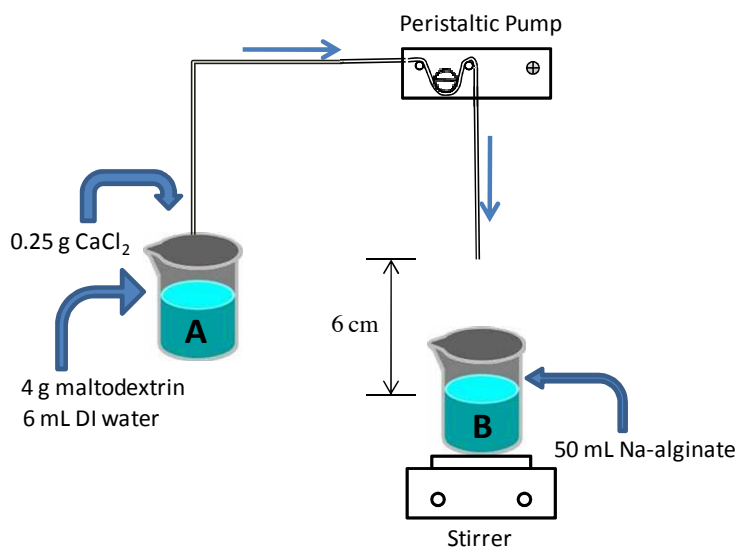 Peristaltic Pump
0.25 g CaCl₂
A
6 cm
4 g maltodextrin
6 mL DI water
B
50 mL Na-alginate
Stirrer